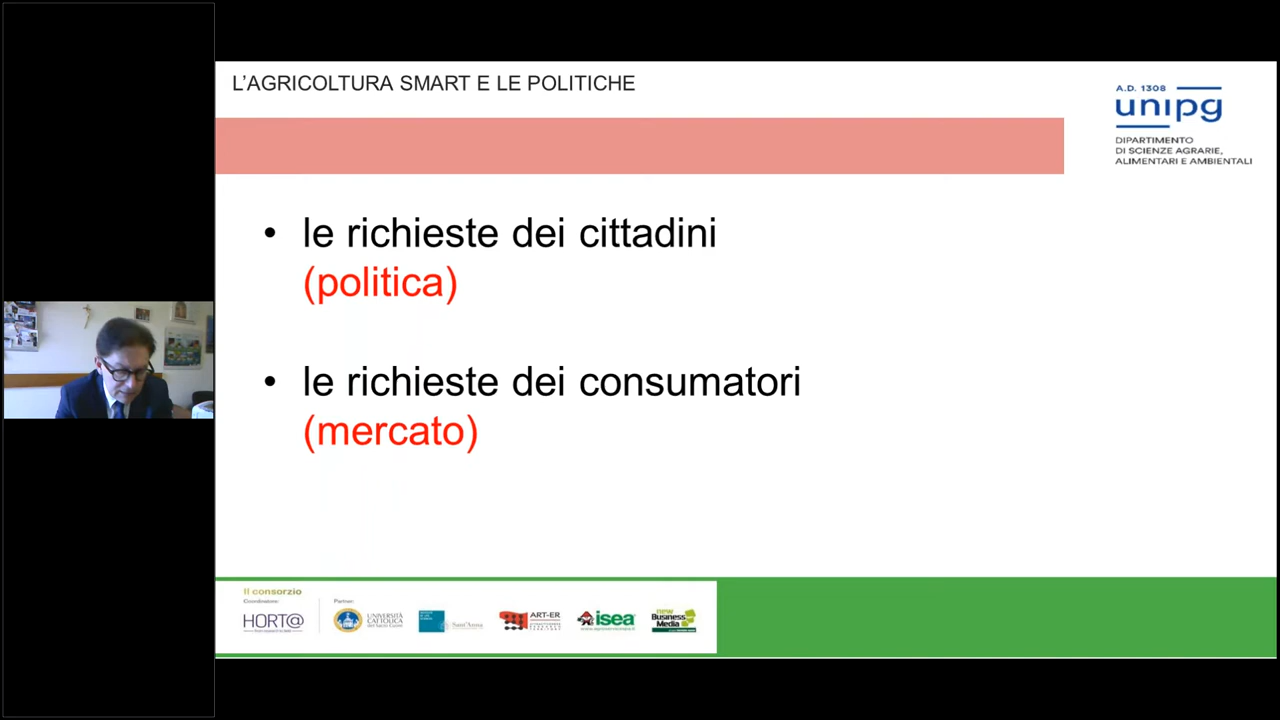 L'AGRICOLTURA SMART E LE POLITICHE
A.D. 1308
unipg
DIPARTIMENTO
DI SCIENZE AGRARIE,
ALIMENTARI E AMBIENTALI
• le richieste dei cittadini
(politica)
• le richieste dei consumatori
(mercato)
Il consorzio
Coordinatore:
Partner:
HORT@
UNIVERSITÀ
CATTOLICA
del Sacro Cuore
Sant'Anna
ART-ER
isea
new
Business
Media